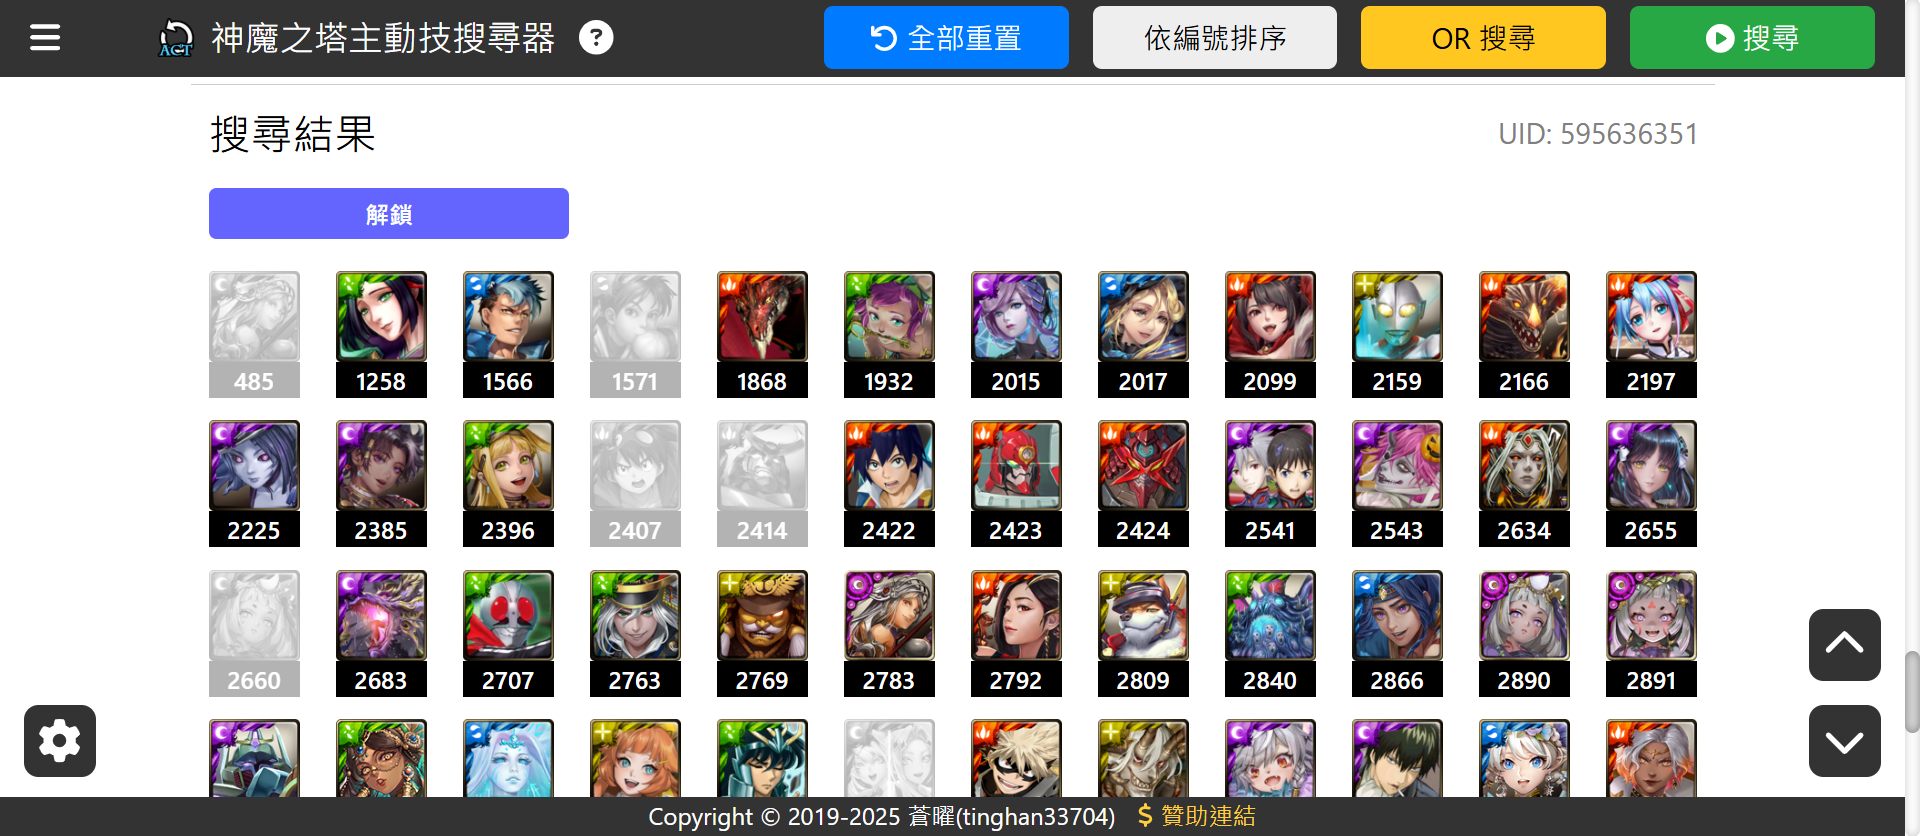 ACT 神魔之塔主動技搜尋器 ? 全部重置 依編號排序 OR 搜尋 搜尋
搜尋結果 UID: 595636351
解鎖
485 1258 1566 1571 1868 1932 2015 2017 2099 2159 2166 2197
2225 2385 2396 2407 2414 2422 2423 2424 2541 2543 2634 2655
2660 2683 2707 2763 2769 2783 2792 2809 2840 2866 2890 2891
Copyright © 2019-2025 蒼曜(tinghan33704) $ 贊助連結